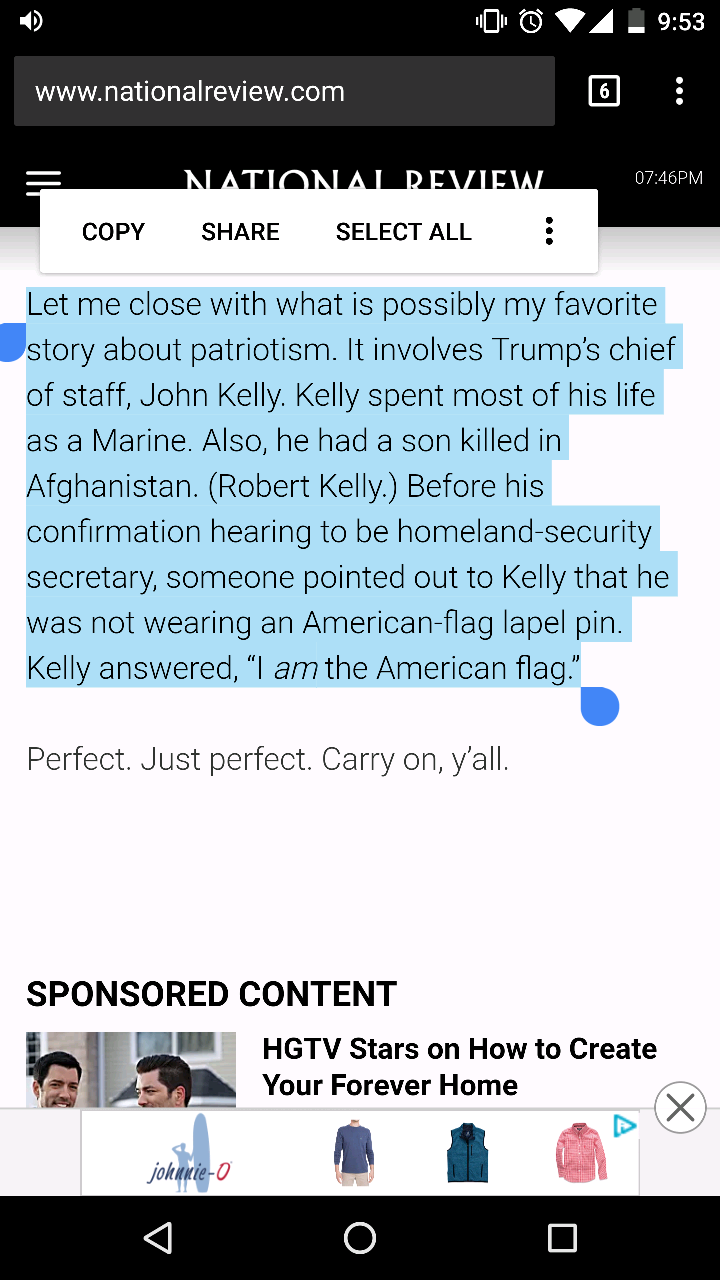 9:53
www.nationalreview.com
6
NATIONAL REVIEW
07:46PM
COPY SHARE SELECT ALL
Let me close with what is possibly my favorite
story about patriotism. It involves Trump’s chief
of staff, John Kelly. Kelly spent most of his life
as a Marine. Also, he had a son killed in
Afghanistan. (Robert Kelly.) Before his
confirmation hearing to be homeland-security
secretary, someone pointed out to Kelly that he
was not wearing an American-flag lapel pin.
Kelly answered, “I am the American flag.”
Perfect. Just perfect. Carry on, y’all.
SPONSORED CONTENT
HGTV Stars on How to Create
Your Forever Home
johnnie-O